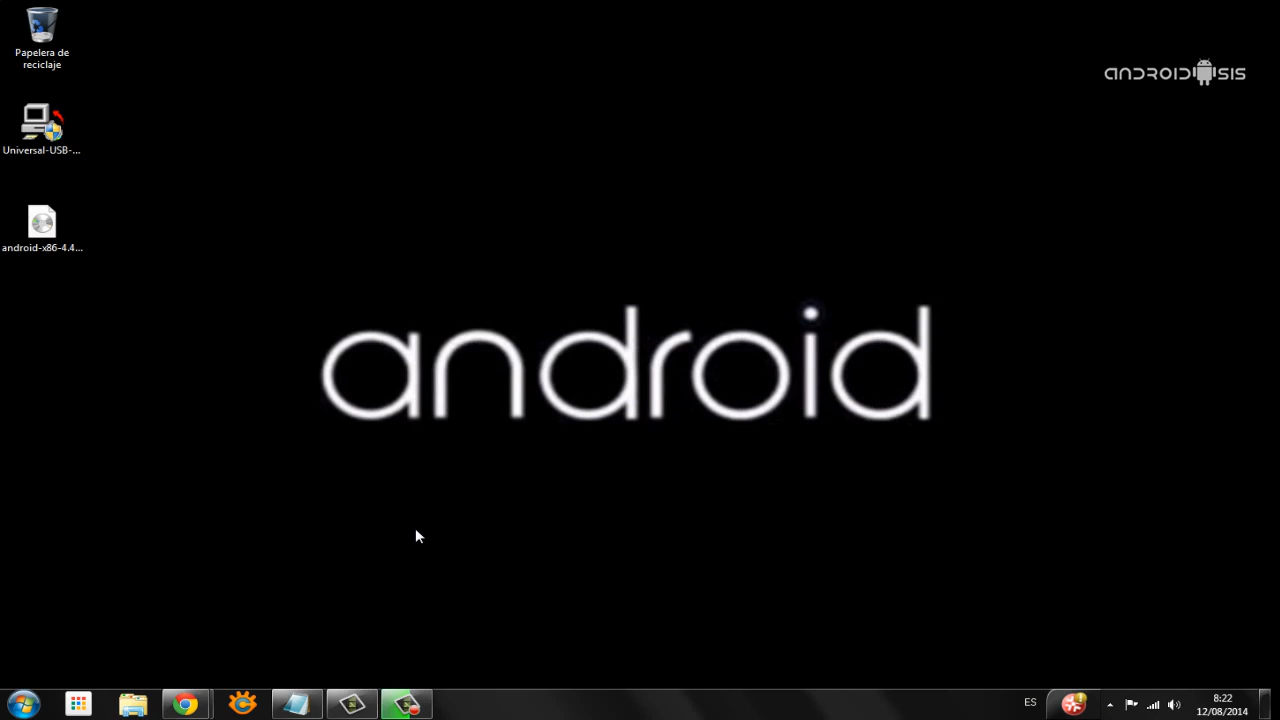 Papelera de
reciclaje
ANDROIDSIS
Universal-USB-...
android-x86-4.4...
android
ES
8:22
12/08/2014